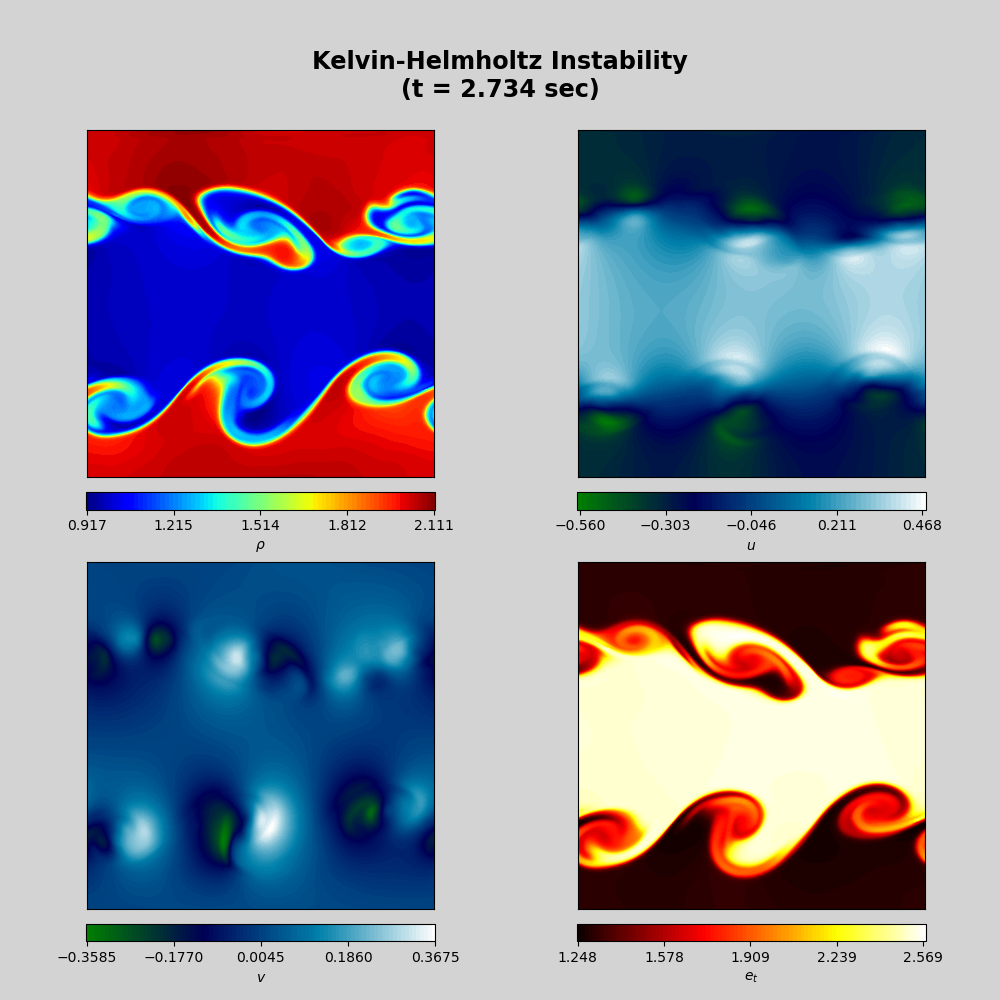 Kelvin-Helmholtz Instability
(t = 2.734 sec)
0.917 1.215 1.514 1.812 2.111
ρ
−0.560 −0.303 −0.046 0.211 0.468
u
−0.3585 −0.1770 0.0045 0.1860 0.3675
v
1.248 1.578 1.909 2.239 2.569
e_t